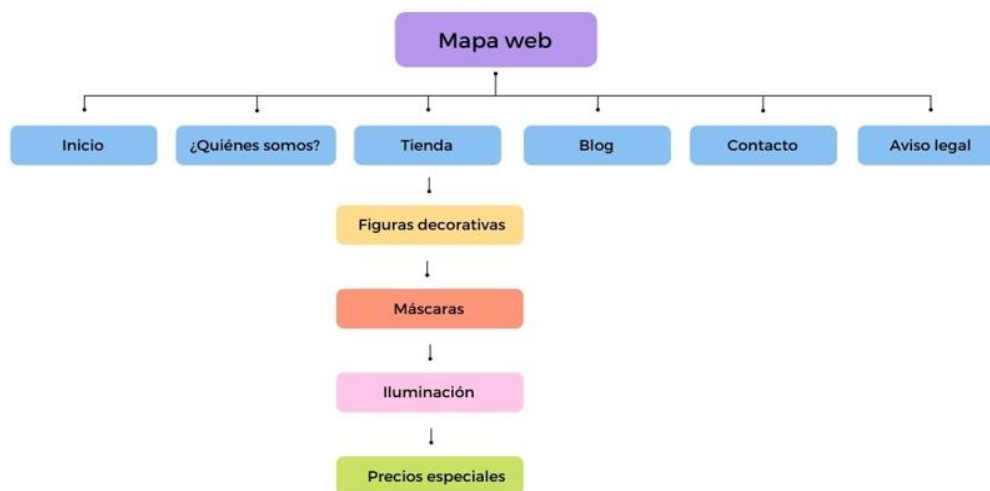 Mapa web
Inicio
¿Quiénes somos?
Tienda
Blog
Contacto
Aviso legal
Figuras decorativas
Máscaras
Iluminación
Precios especiales